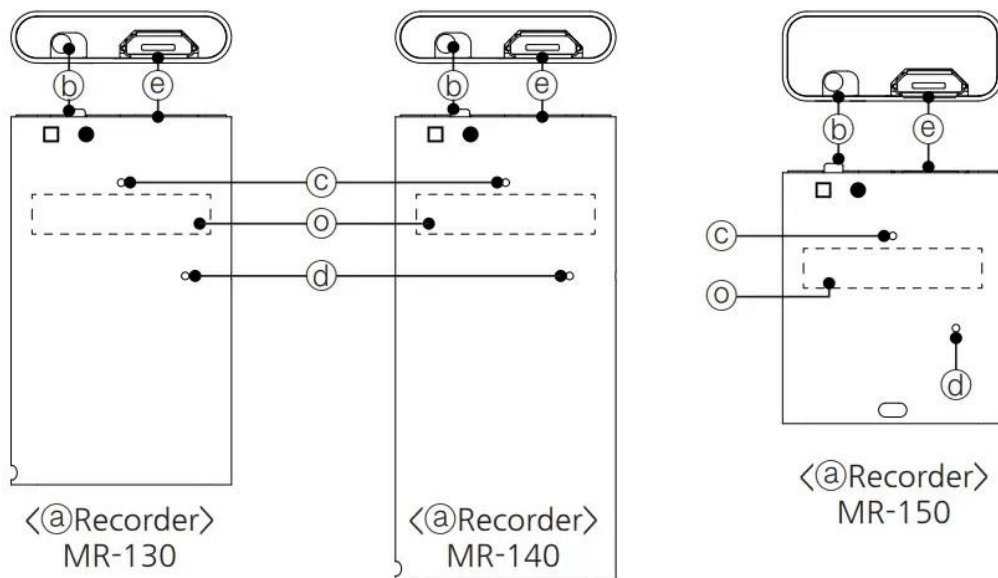 ⓑ ⓔ ⓑ ⓔ
ⓑ ⓔ
ⓒ ⓒ
ⓞ
ⓞ
ⓓ
ⓓ
〈ⓐRecorder〉
MR-130
〈ⓐRecorder〉
MR-140
〈ⓐRecorder〉
MR-150